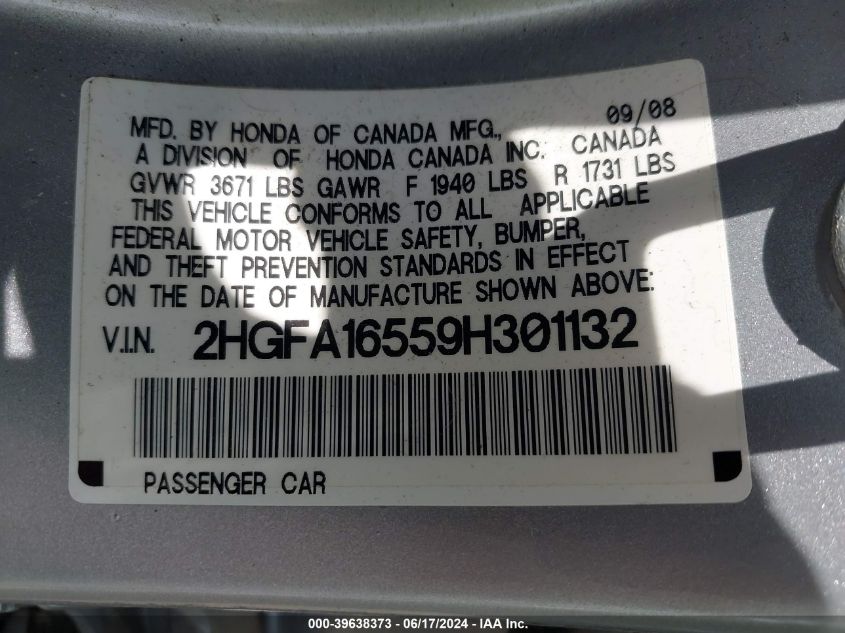 09/08
MFD. BY HONDA OF CANADA MFG.,
A DIVISION OF HONDA CANADA INC. CANADA
GVWR 3671 LBS GAWR F 1940 LBS R 1731 LBS
THIS VEHICLE CONFORMS TO ALL APPLICABLE
FEDERAL MOTOR VEHICLE SAFETY, BUMPER,
AND THEFT PREVENTION STANDARDS IN EFFECT
ON THE DATE OF MANUFACTURE SHOWN ABOVE:
V.I.N. 2HGFA16559H301132
PASSENGER CAR
000-39638373 - 06/17/2024 - IAA Inc.